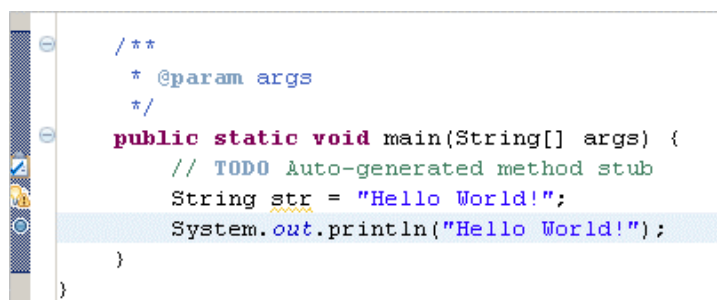 /**
 * @param args
 */
public static void main(String[] args) {
    // TODO Auto-generated method stub
    String str = "Hello World!";
    System.out.println("Hello World!");
}
}